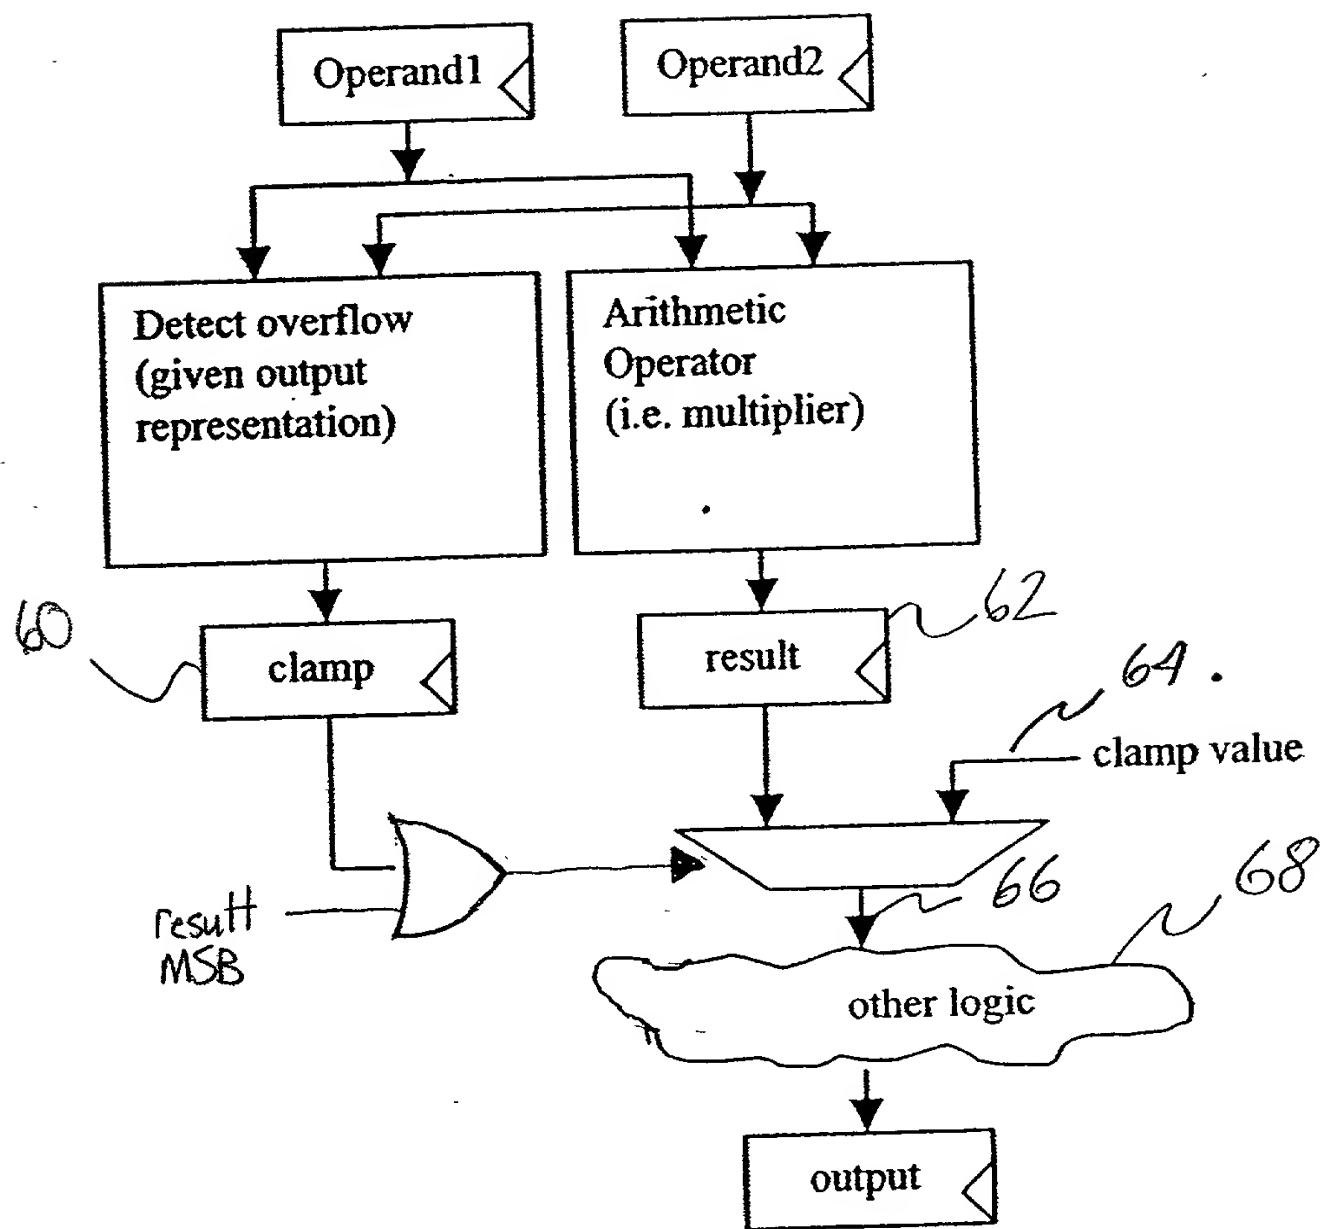 Operand1
Operand2
Detect overflow
(given output
representation)
Arithmetic
Operator
(i.e. multiplier)
60
clamp
result
62
64
clamp value
result
MSB
66
68
other logic
output